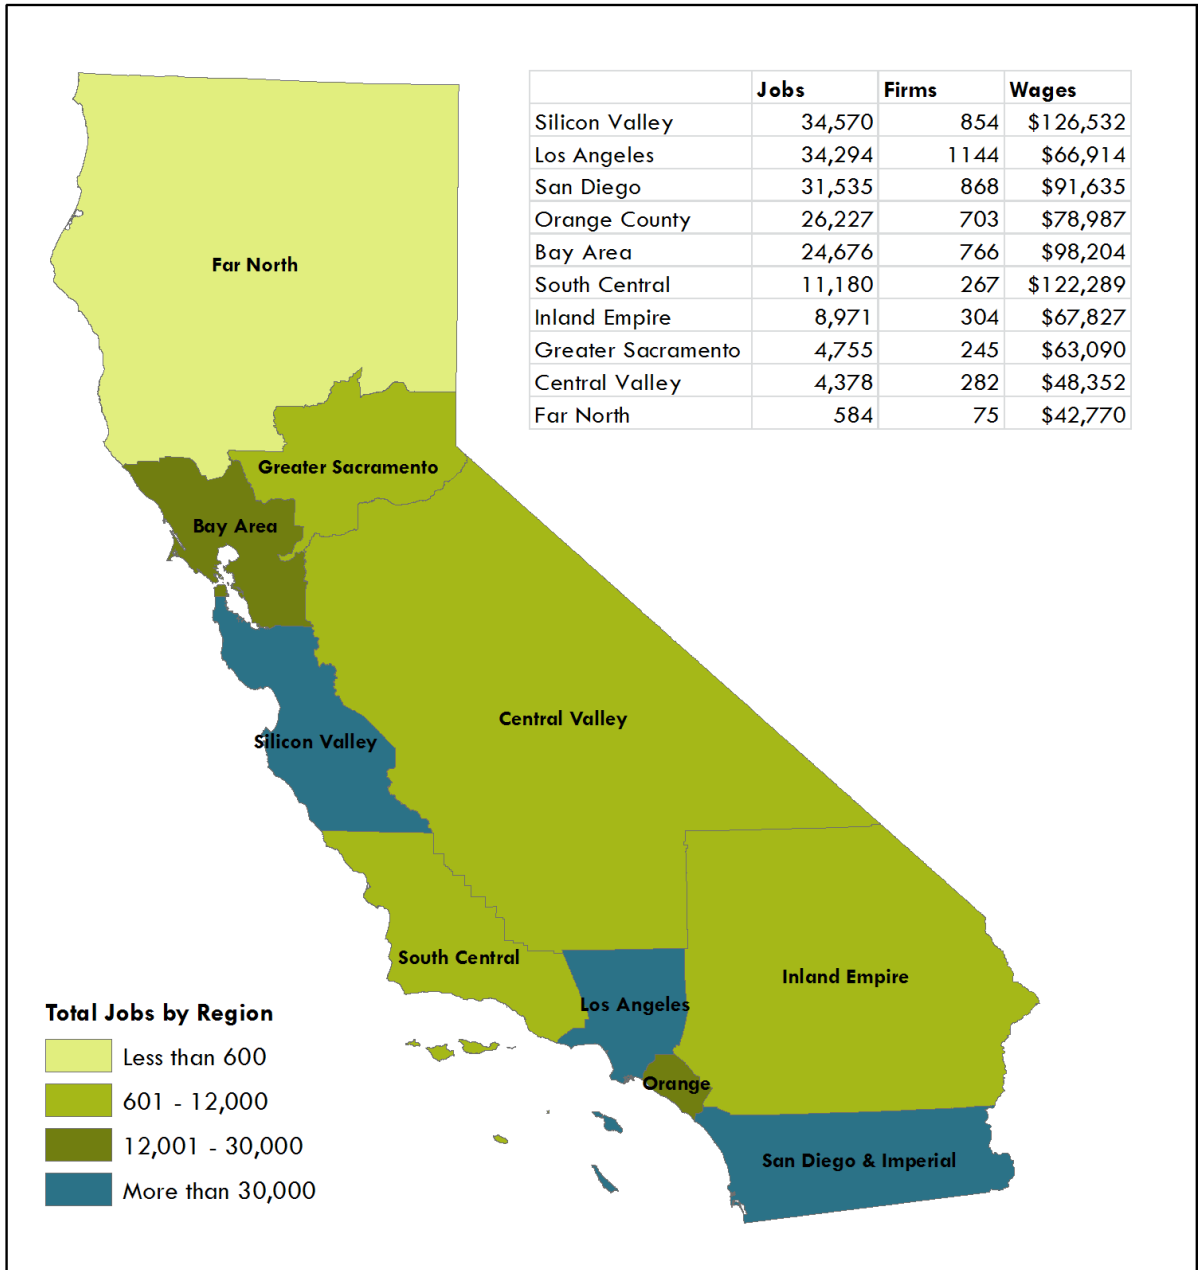 Jobs Firms Wages
Silicon Valley 34,570 854 $126,532
Los Angeles 34,294 1144 $66,914
San Diego 31,535 868 $91,635
Orange County 26,227 703 $78,987
Bay Area 24,676 766 $98,204
South Central 11,180 267 $122,289
Inland Empire 8,971 304 $67,827
Greater Sacramento 4,755 245 $63,090
Central Valley 4,378 282 $48,352
Far North 584 75 $42,770
Far North
Greater Sacramento
Bay Area
Central Valley
Silicon Valley
South Central
Inland Empire
Los Angeles
Orange
San Diego & Imperial
Total Jobs by Region
Less than 600
601 - 12,000
12,001 - 30,000
More than 30,000